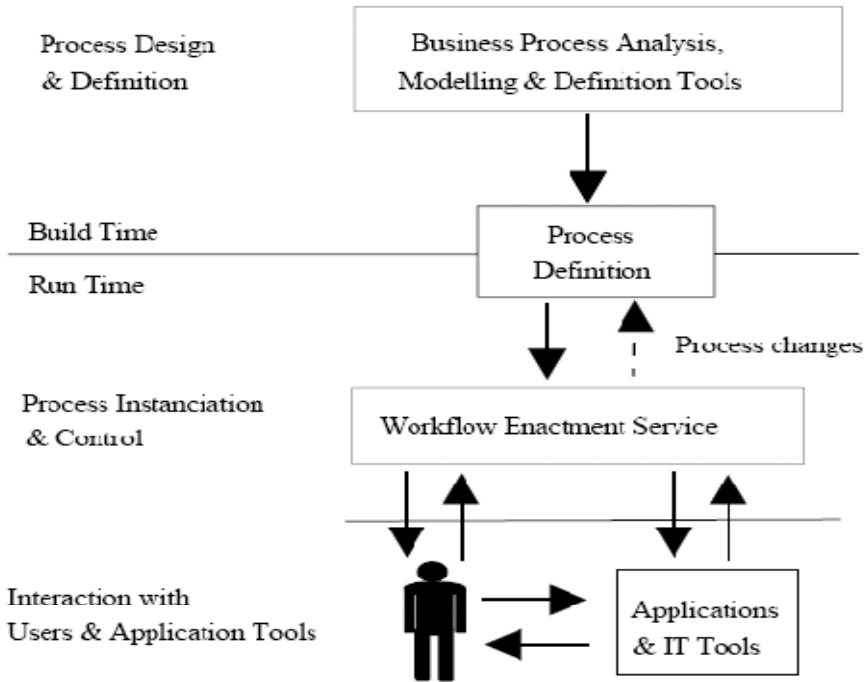 Process Design
& Definition
Business Process Analysis,
Modelling & Definition Tools
Build Time
Process
Definition
Run Time
Process changes
Process Instanciation
& Control
Workflow Enactment Service
Interaction with
Users & Application Tools
Applications
& IT Tools